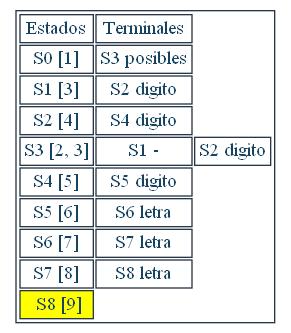 Estados Terminales
S0 [1] S3 posibles
S1 [3] S2 digito
S2 [4] S4 digito
S3 [2, 3] S1 - S2 digito
S4 [5] S5 digito
S5 [6] S6 letra
S6 [7] S7 letra
S7 [8] S8 letra
S8 [9]